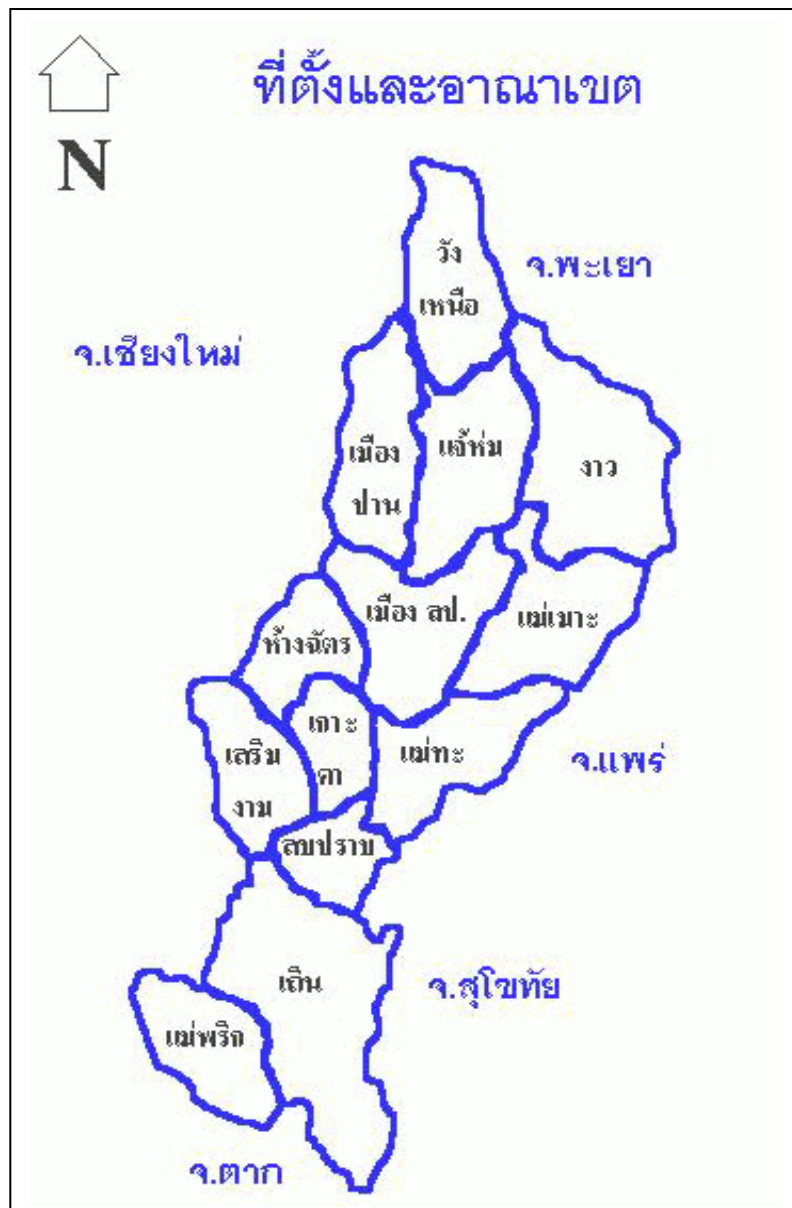 ที่ตั้งและอาณาเขต
N
วัง
เหนือ
จ.พะเยา
จ.เชียงใหม่
เมือง
ปาน
แจ้ห่ม
งาว
เมือง ลป.
แม่เมาะ
ห้างฉัตร
เสริม
งาม
เกาะ
คา
แม่ทะ
จ.แพร่
สบปราบ
เถิน
จ.สุโขทัย
แม่พริก
จ.ตาก